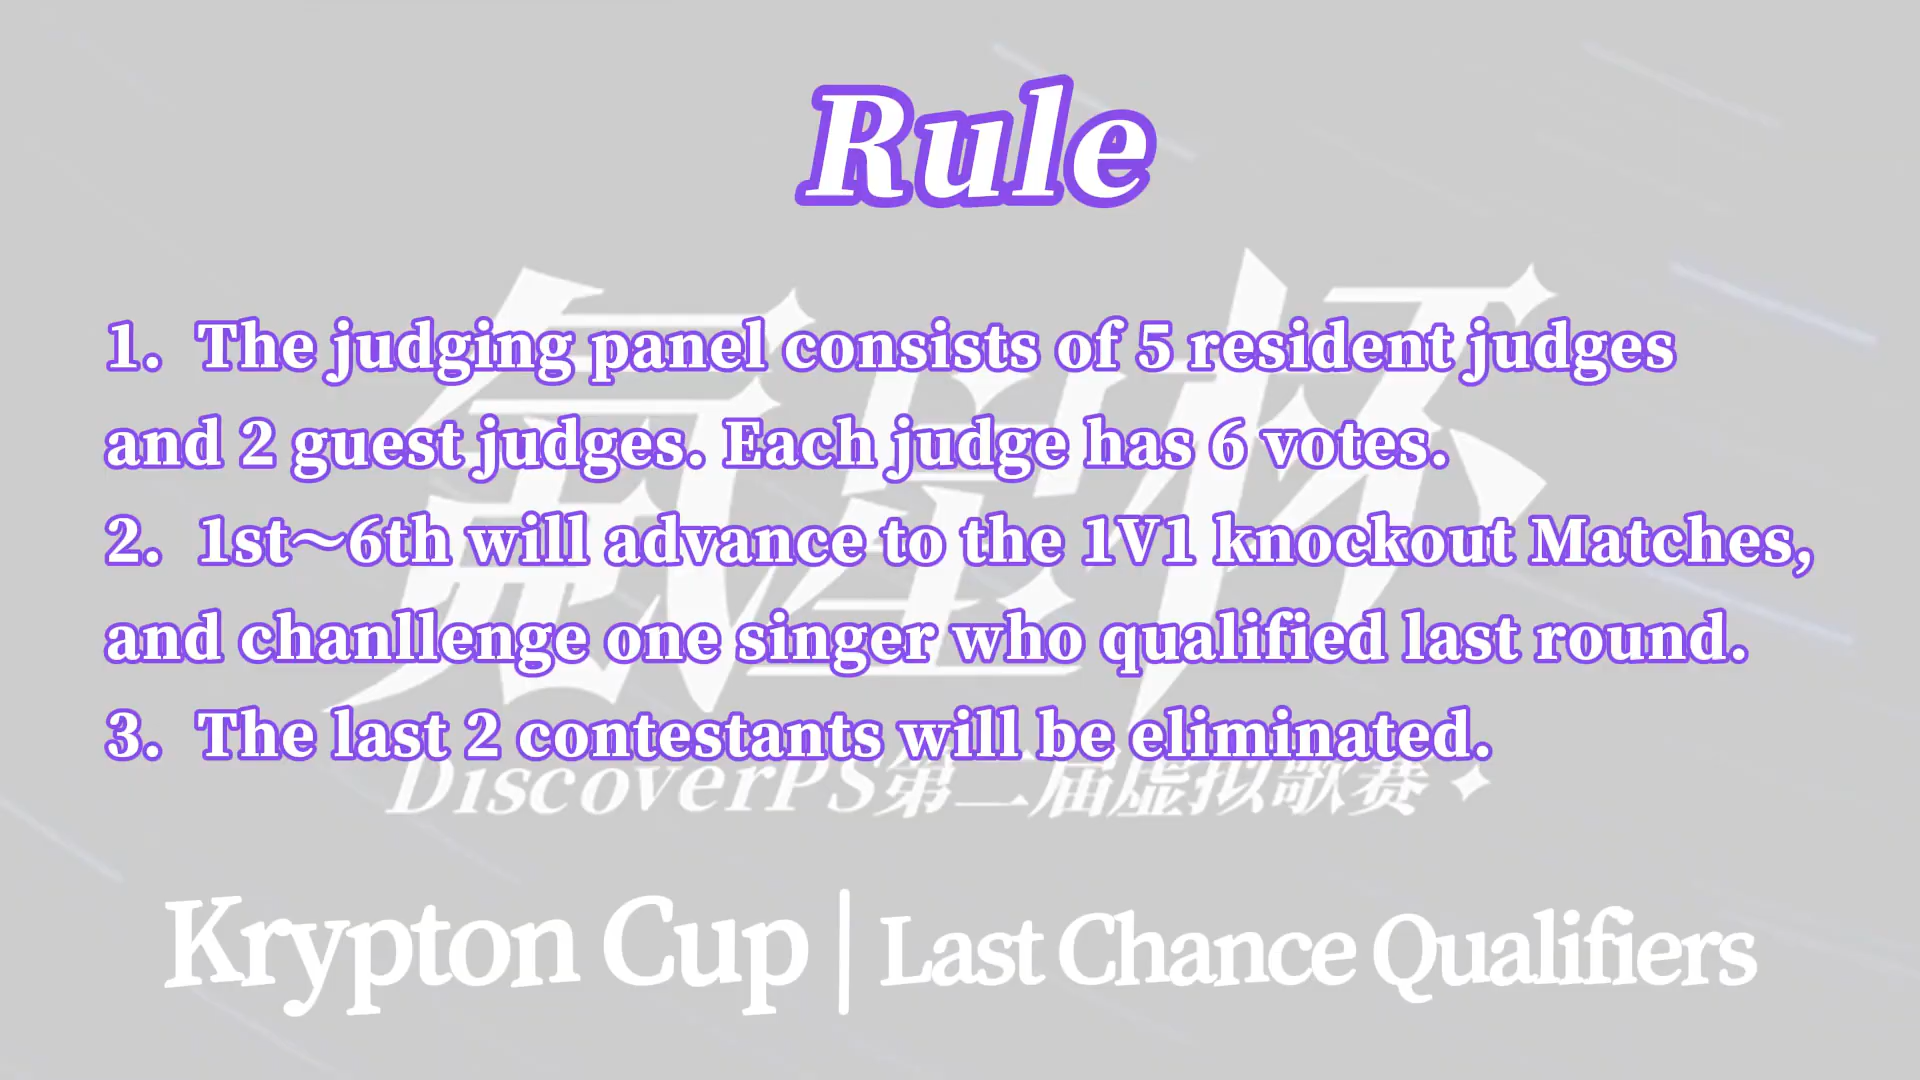 Rule
氪星杯
1. The judging panel consists of 5 resident judges
and 2 guest judges. Each judge has 6 votes.
2. 1st～6th will advance to the 1V1 knockout Matches,
and chanllenge one singer who qualified last round.
3. The last 2 contestants will be eliminated.
DiscoverPS第二届虚拟歌赛
Krypton Cup | Last Chance Qualifiers